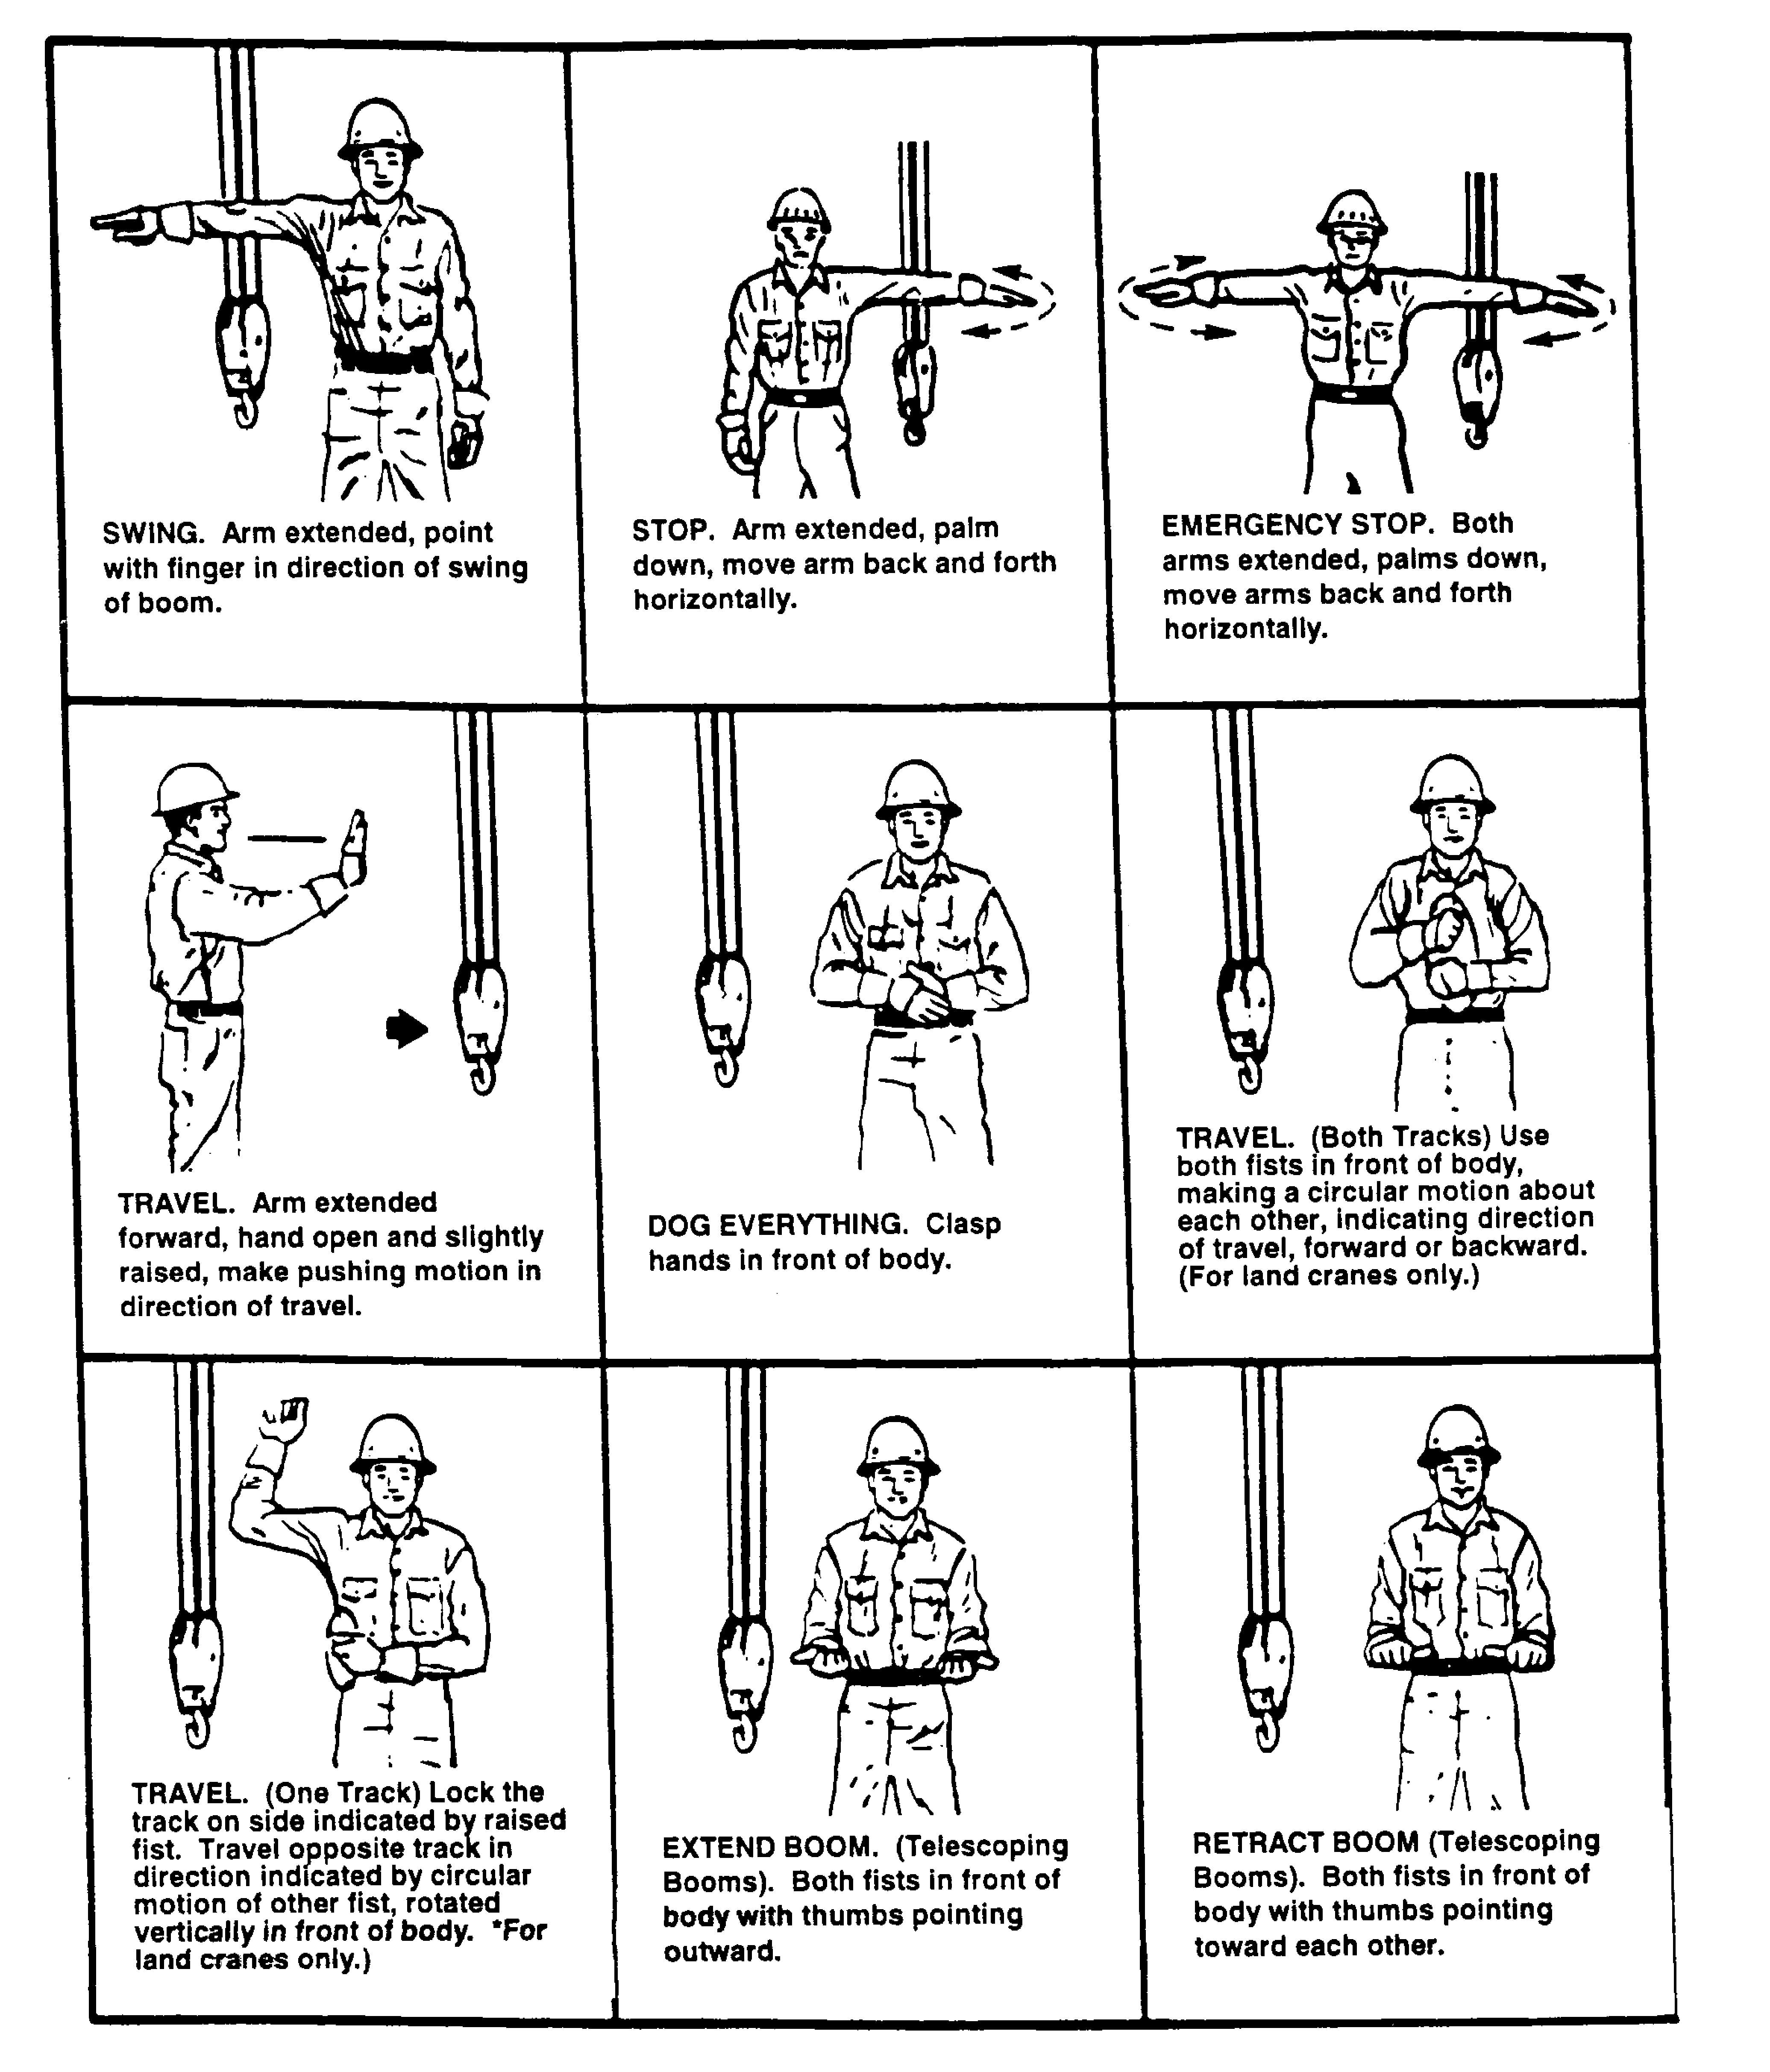 SWING. Arm extended, point
with finger in direction of swing
of boom.
STOP. Arm extended, palm
down, move arm back and forth
horizontally.
EMERGENCY STOP. Both
arms extended, palms down,
move arms back and forth
horizontally.
TRAVEL. Arm extended
forward, hand open and slightly
raised, make pushing motion in
direction of travel.
DOG EVERYTHING. Clasp
hands in front of body.
TRAVEL. (Both Tracks) Use
both fists in front of body,
making a circular motion about
each other, indicating direction
of travel, forward or backward.
(For land cranes only.)
TRAVEL. (One Track) Lock the
track on side indicated by raised
fist. Travel opposite track in
direction indicated by circular
motion of other fist, rotated
vertically in front of body. *For
land cranes only.)
EXTEND BOOM. (Telescoping
Booms). Both fists in front of
body with thumbs pointing
outward.
RETRACT BOOM (Telescoping
Booms). Both fists in front of
body with thumbs pointing
toward each other.